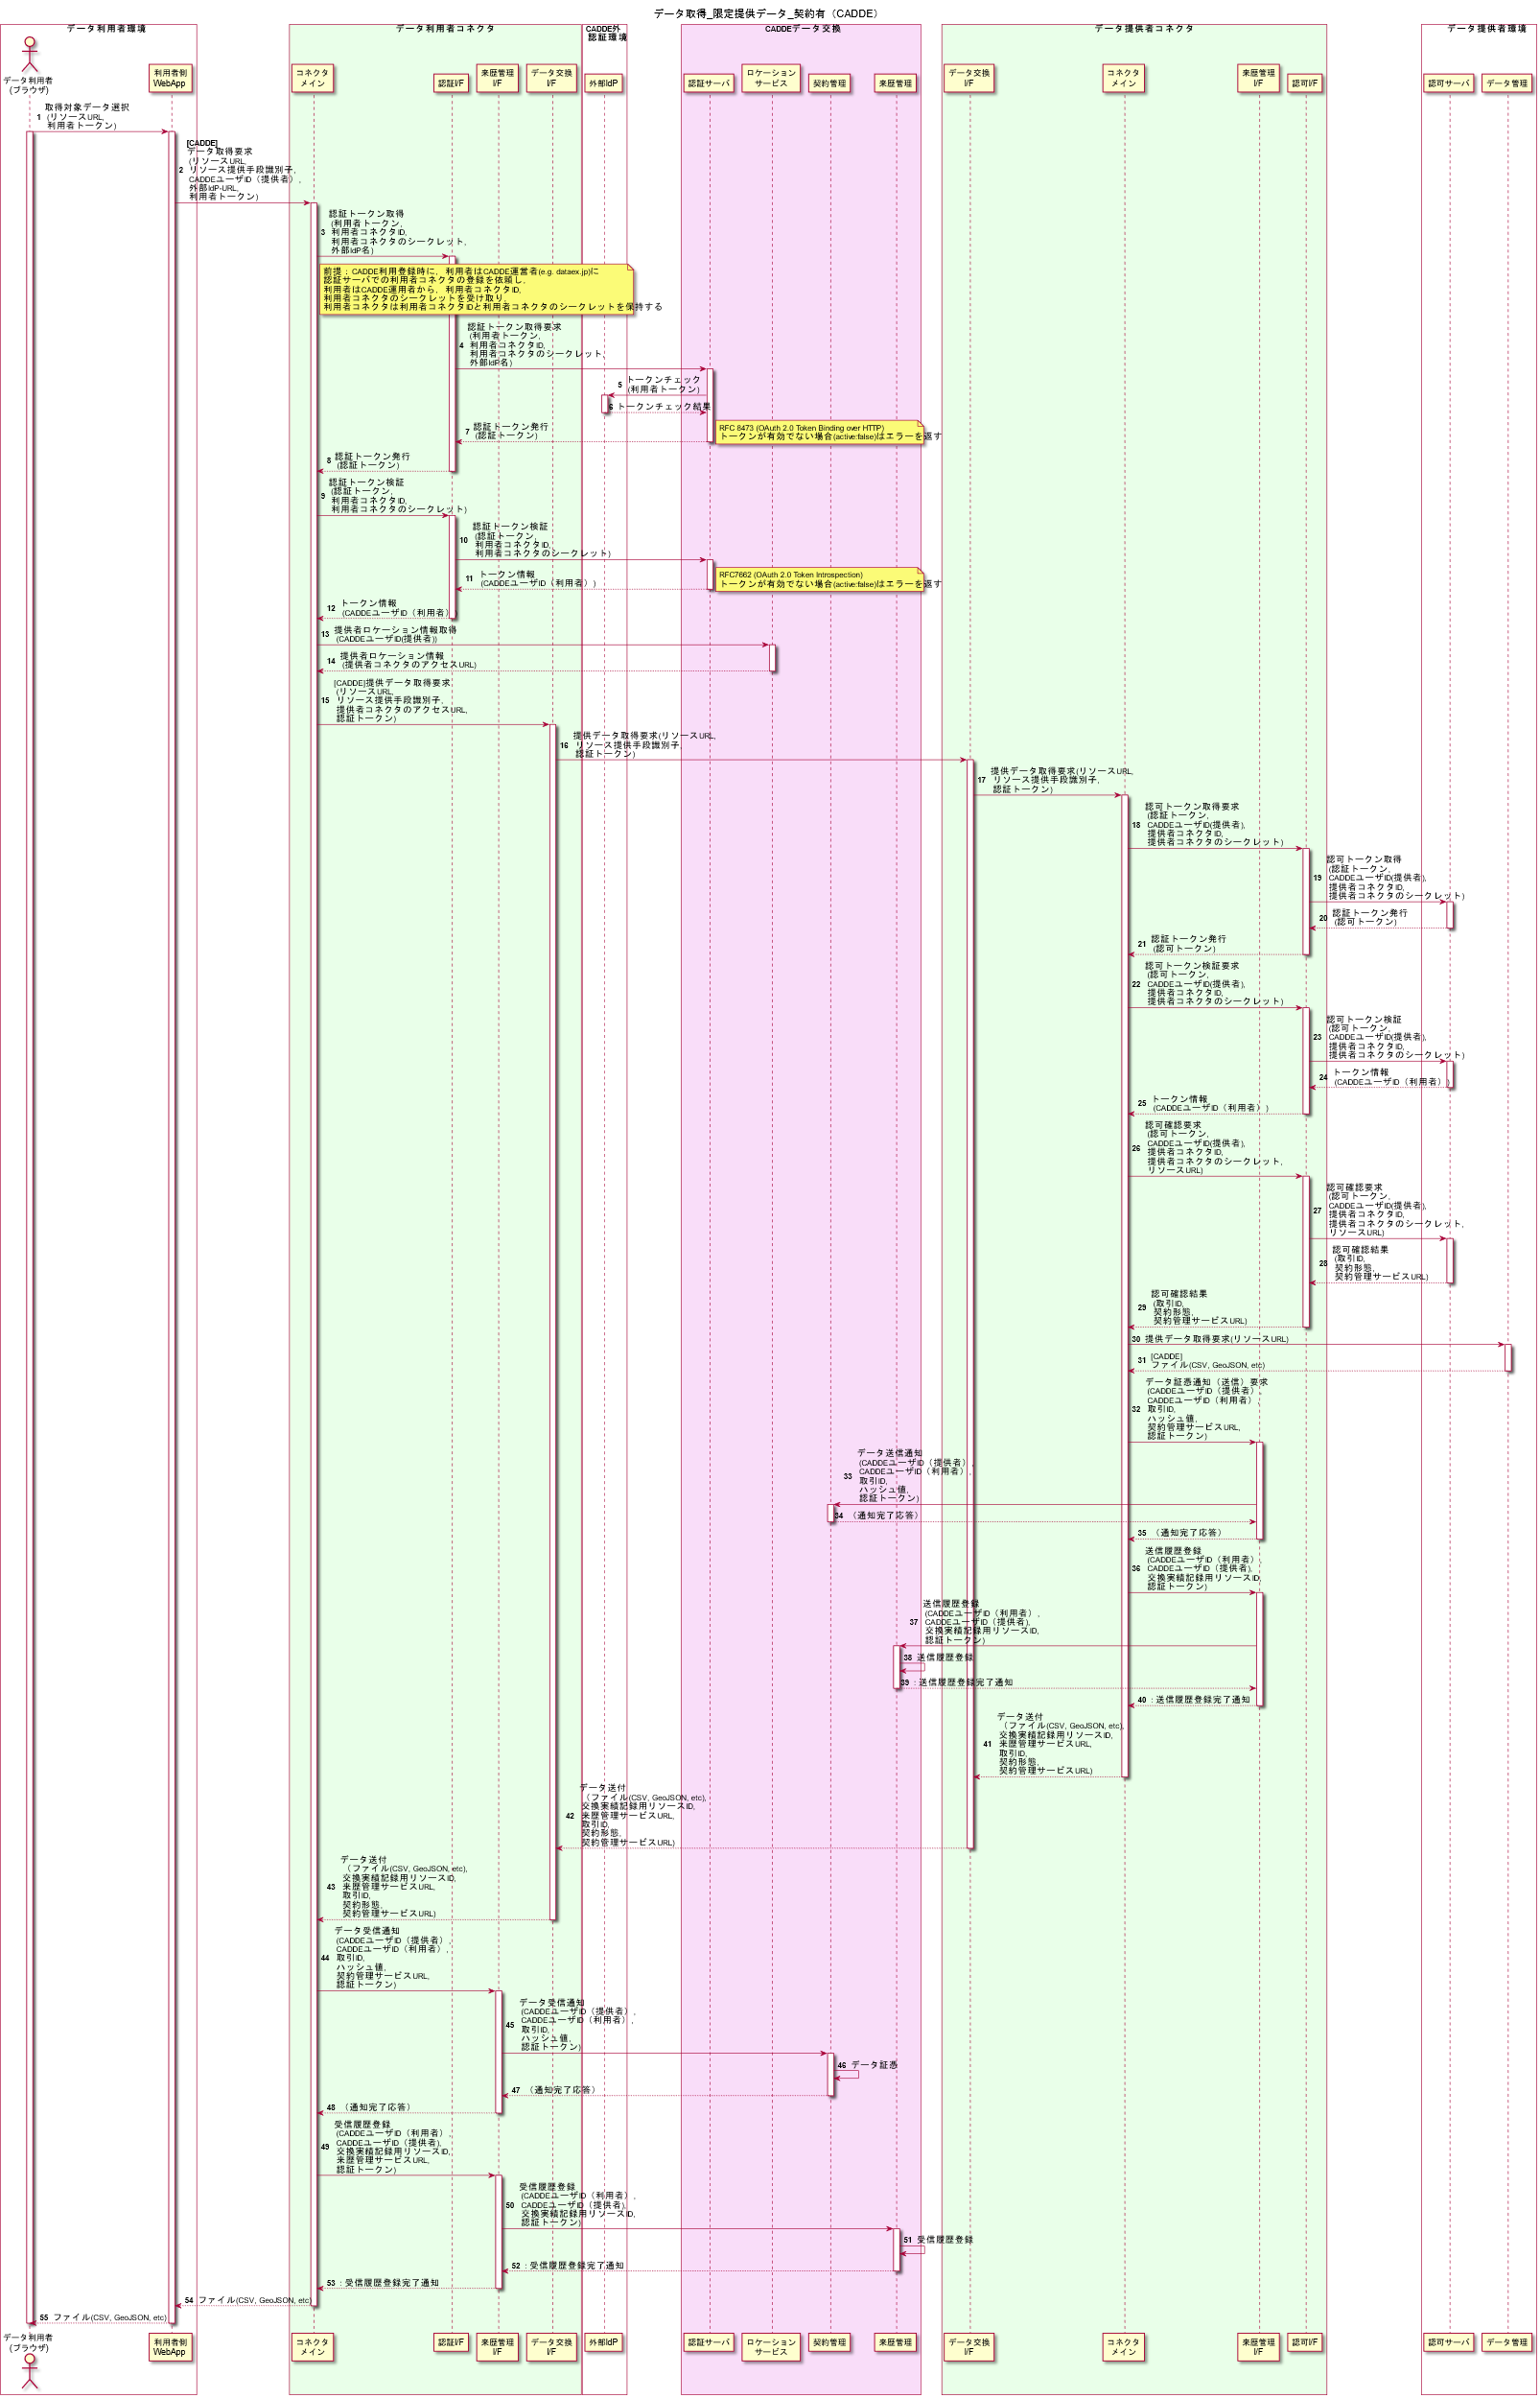 データ取得_限定提供データ_契約有（CADDE）
データ利用者環境
データ利用者コネクタ
CADDE外
認証環境
CADDEデータ交換
データ提供者コネクタ
データ提供者環境
データ利用者
(ブラウザ)
利用者側
WebApp
コネクタ
メイン
認証I/F
来歴管理
I/F
データ交換
I/F
外部IdP
認証サーバ
ロケーション
サービス
契約管理
来歴管理
データ交換
I/F
コネクタ
メイン
来歴管理
I/F
認可I/F
認可サーバ
データ管理
1 取得対象データ選択
(リソースURL,
利用者トークン)
2 [CADDE]
データ取得要求
(リソースURL,
リソース提供手段識別子,
CADDEユーザID（提供者）,
外部IdP-URL,
利用者トークン)
3 認証トークン取得
(利用者トークン,
利用者コネクタID,
利用者コネクタのシークレット,
外部IdP名)
前提；CADDE利用登録時に，利用者はCADDE運営者(e.g. dataex.jp)に
認証サーバでの利用者コネクタの登録を依頼し，
利用者はCADDE運用者から，利用者コネクタID,
利用者コネクタのシークレットを受け取り，
利用者コネクタは利用者コネクタIDと利用者コネクタのシークレットを保持する
4 認証トークン取得要求
(利用者トークン,
利用者コネクタID,
利用者コネクタのシークレット,
外部IdP名)
5 トークンチェック
(利用者トークン)
6 トークンチェック結果
7 認証トークン発行
(認証トークン)
RFC 8473 (OAuth 2.0 Token Binding over HTTP)
トークンが有効でない場合(active:false)はエラーを返す
8 認証トークン発行
(認証トークン)
9 認証トークン検証
(認証トークン,
利用者コネクタID,
利用者コネクタのシークレット)
10 認証トークン検証
(認証トークン,
利用者コネクタID,
利用者コネクタのシークレット)
11 トークン情報
(CADDEユーザID（利用者）)
RFC7662 (OAuth 2.0 Token Introspection)
トークンが有効でない場合(active:false)はエラーを返す
12 トークン情報
(CADDEユーザID（利用者）)
13 提供者ロケーション情報取得
(CADDEユーザID(提供者))
14 提供者ロケーション情報
(提供者コネクタのアクセスURL)
15 [CADDE]提供データ取得要求
(リソースURL,
リソース提供手段識別子,
提供者コネクタのアクセスURL,
認証トークン)
16 提供データ取得要求(リソースURL,
リソース提供手段識別子,
認証トークン)
17 提供データ取得要求(リソースURL,
リソース提供手段識別子,
認証トークン)
18 認可トークン取得要求
(認証トークン,
CADDEユーザID(提供者),
提供者コネクタID,
提供者コネクタのシークレット)
19 認可トークン取得
(認証トークン,
CADDEユーザID(提供者),
提供者コネクタID,
提供者コネクタのシークレット)
20 認証トークン発行
(認可トークン)
21 認証トークン発行
(認可トークン)
22 認可トークン検証要求
(認可トークン,
CADDEユーザID(提供者),
提供者コネクタID,
提供者コネクタのシークレット)
23 認可トークン検証
(認可トークン,
CADDEユーザID(提供者),
提供者コネクタID,
提供者コネクタのシークレット)
24 トークン情報
(CADDEユーザID（利用者）)
25 トークン情報
(CADDEユーザID（利用者）)
26 認可確認要求
(認可トークン,
CADDEユーザID(提供者),
提供者コネクタID,
提供者コネクタのシークレット,
リソースURL)
27 認可確認要求
(認可トークン,
CADDEユーザID(提供者),
提供者コネクタID,
提供者コネクタのシークレット,
リソースURL)
28 認可確認結果
(取引ID,
契約形態,
契約管理サービスURL)
29 認可確認結果
(取引ID,
契約形態,
契約管理サービスURL)
30 提供データ取得要求(リソースURL)
31 [CADDE]
ファイル(CSV, GeoJSON, etc)
32 データ証憑通知（送信）要求
(CADDEユーザID（提供者）,
CADDEユーザID（利用者）,
取引ID,
ハッシュ値,
契約管理サービスURL,
認証トークン)
33 データ送信通知
(CADDEユーザID（提供者）,
CADDEユーザID（利用者）,
取引ID,
ハッシュ値,
認証トークン)
34 （通知完了応答）
35 （通知完了応答）
36 送信履歴登録
(CADDEユーザID（利用者）,
CADDEユーザID（提供者),
交換実績記録用リソースID,
認証トークン)
37 送信履歴登録
(CADDEユーザID（利用者）,
CADDEユーザID（提供者),
交換実績記録用リソースID,
認証トークン)
38 送信履歴登録
39 : 送信履歴登録完了通知
40 : 送信履歴登録完了通知
41 データ送付
（ファイル(CSV, GeoJSON, etc),
交換実績記録用リソースID,
来歴管理サービスURL,
取引ID,
契約形態,
契約管理サービスURL)
42 データ送付
（ファイル(CSV, GeoJSON, etc),
交換実績記録用リソースID,
来歴管理サービスURL,
取引ID,
契約形態,
契約管理サービスURL)
43 データ送付
（ファイル(CSV, GeoJSON, etc),
交換実績記録用リソースID,
来歴管理サービスURL,
取引ID,
契約形態,
契約管理サービスURL)
44 データ受信通知
(CADDEユーザID（提供者）,
CADDEユーザID（利用者）,
取引ID,
ハッシュ値,
契約管理サービスURL,
認証トークン)
45 データ受信通知
(CADDEユーザID（提供者）,
CADDEユーザID（利用者）,
取引ID,
ハッシュ値,
認証トークン)
46 データ証憑
47 （通知完了応答）
48 （通知完了応答）
49 受信履歴登録
(CADDEユーザID（利用者）,
CADDEユーザID（提供者),
交換実績記録用リソースID,
来歴管理サービスURL,
認証トークン)
50 受信履歴登録
(CADDEユーザID（利用者）,
CADDEユーザID（提供者),
交換実績記録用リソースID,
認証トークン)
51 受信履歴登録
52 : 受信履歴登録完了通知
53 : 受信履歴登録完了通知
54 ファイル(CSV, GeoJSON, etc)
55 ファイル(CSV, GeoJSON, etc)
データ利用者
(ブラウザ)
利用者側
WebApp
コネクタ
メイン
認証I/F
来歴管理
I/F
データ交換
I/F
外部IdP
認証サーバ
ロケーション
サービス
契約管理
来歴管理
データ交換
I/F
コネクタ
メイン
来歴管理
I/F
認可I/F
認可サーバ
データ管理